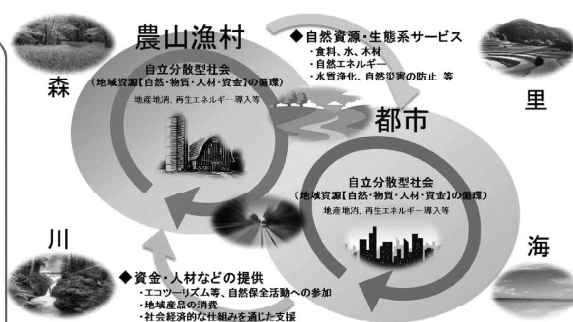 農山漁村
森
自立分散型社会
(地域資源【自然・物質・人材・資金】の循環)
地産地消、再生エネルギー導入等
◆自然資源・生態系サービス
・食料、水、木材
・自然エネルギー
・水質浄化、自然災害の防止 等
里
都市
自立分散型社会
(地域資源【自然・物質・人材・資金】の循環)
地産地消、再生エネルギー導入等
川
◆資金・人材などの提供
・エコツーリズム等、自然保全活動への参加
・地域産品の消費
・社会経済的な仕組みを通じた支援
海